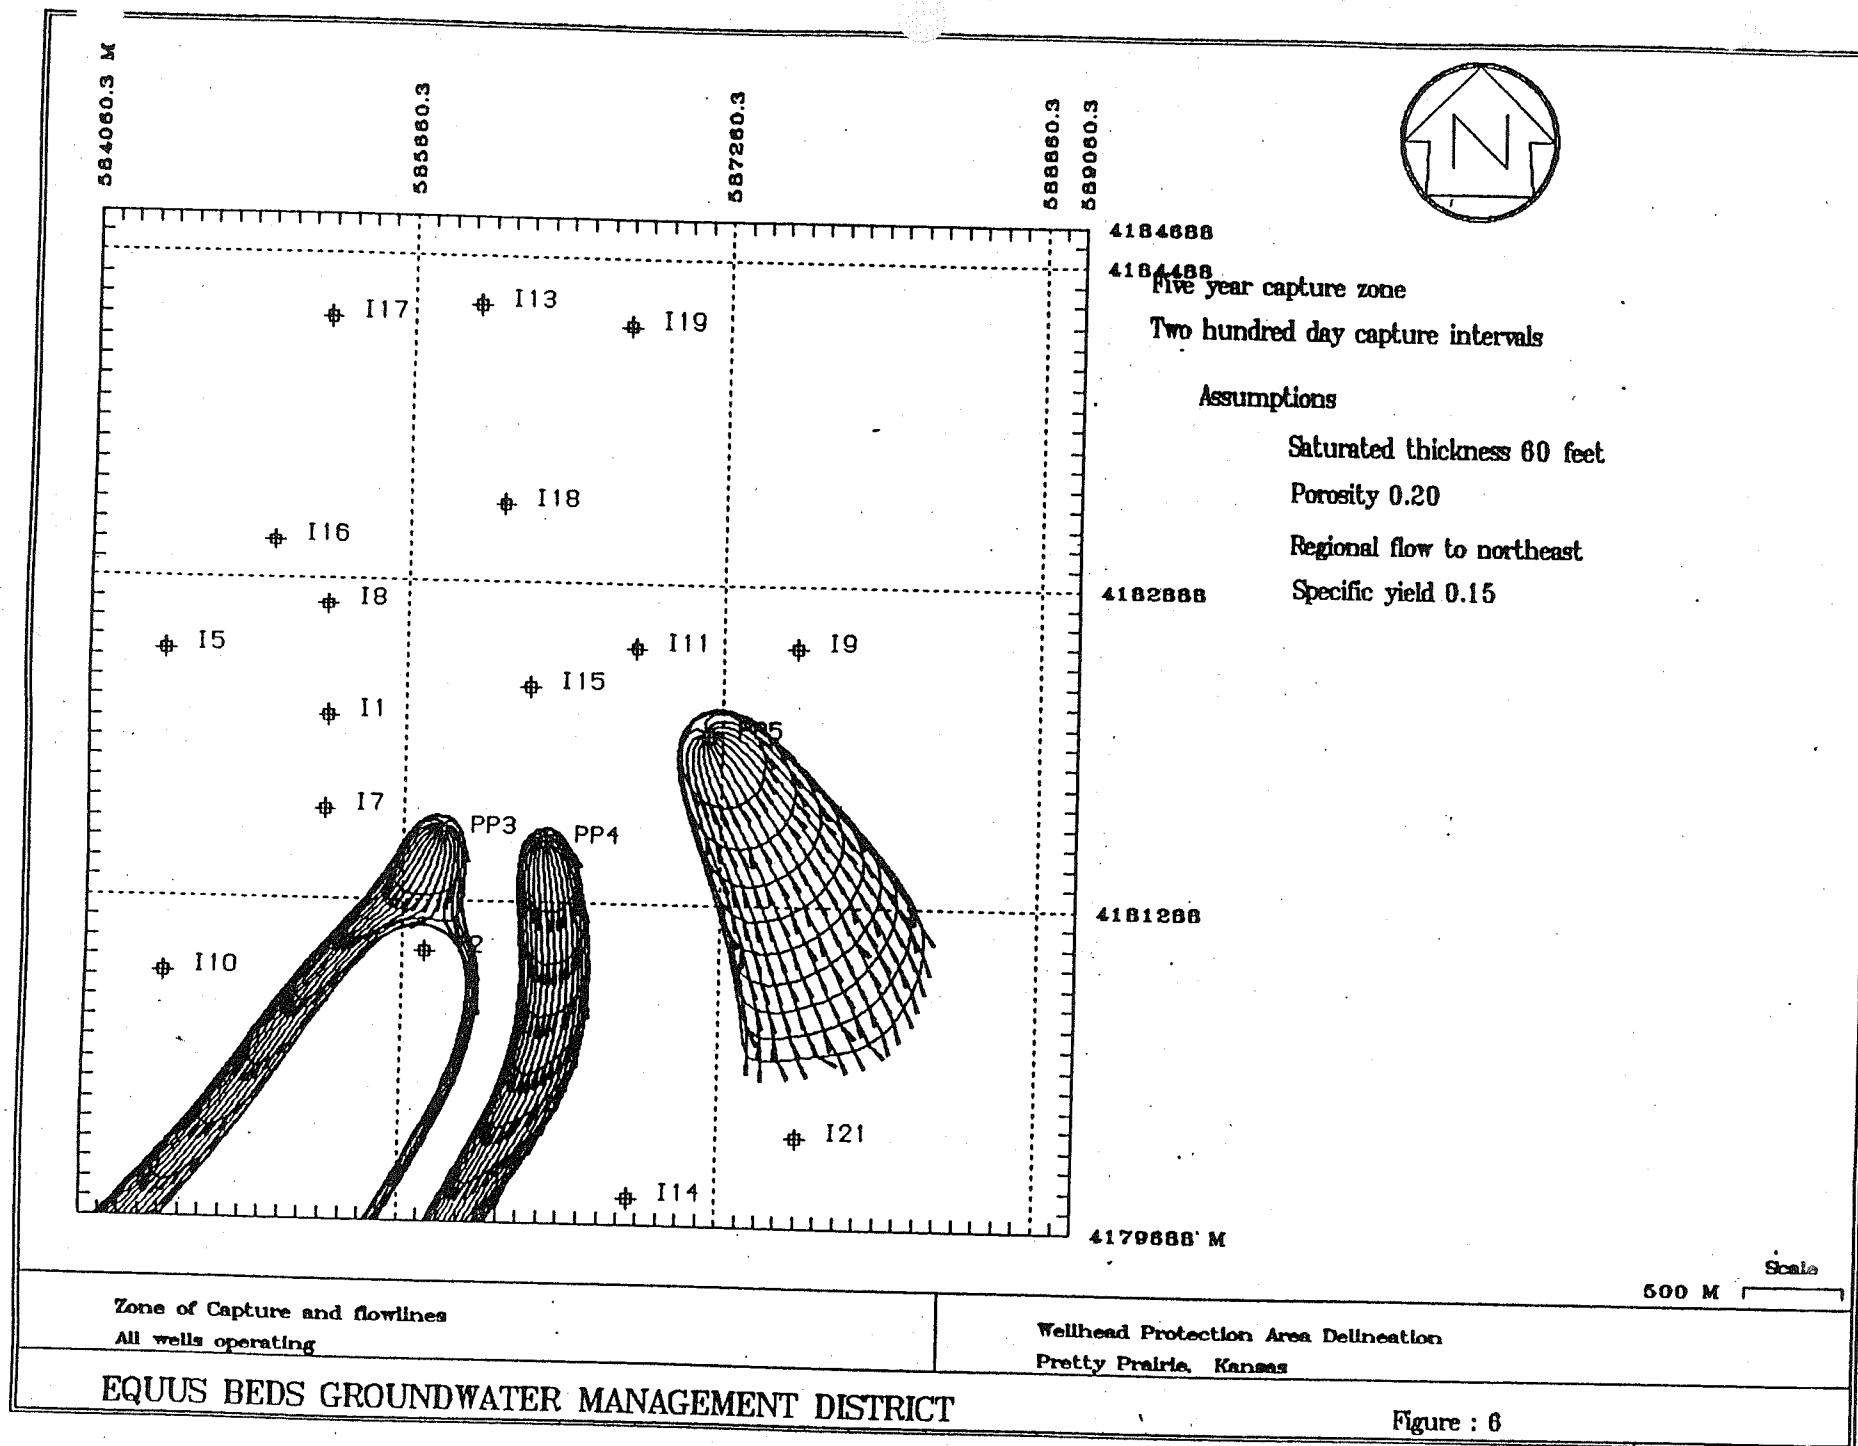 584060.3 M
585660.3
587260.3
588860.3
589060.3
N
4184688
4184488
Five year capture zone
Two hundred day capture intervals
Assumptions
Saturated thickness 60 feet
Porosity 0.20
Regional flow to northeast
Specific yield 0.15
I17
I13
I19
I18
I16
4182888
I8
I5
I11
I9
I15
I1
PP5
I7
PP3
PP4
4181288
2
I10
I21
I14
4179688 M
Scale
500 M
Zone of Capture and flowlines
All wells operating
Wellhead Protection Area Delineation
Pretty Prairie, Kansas
EQUUS BEDS GROUNDWATER MANAGEMENT DISTRICT
Figure : 6